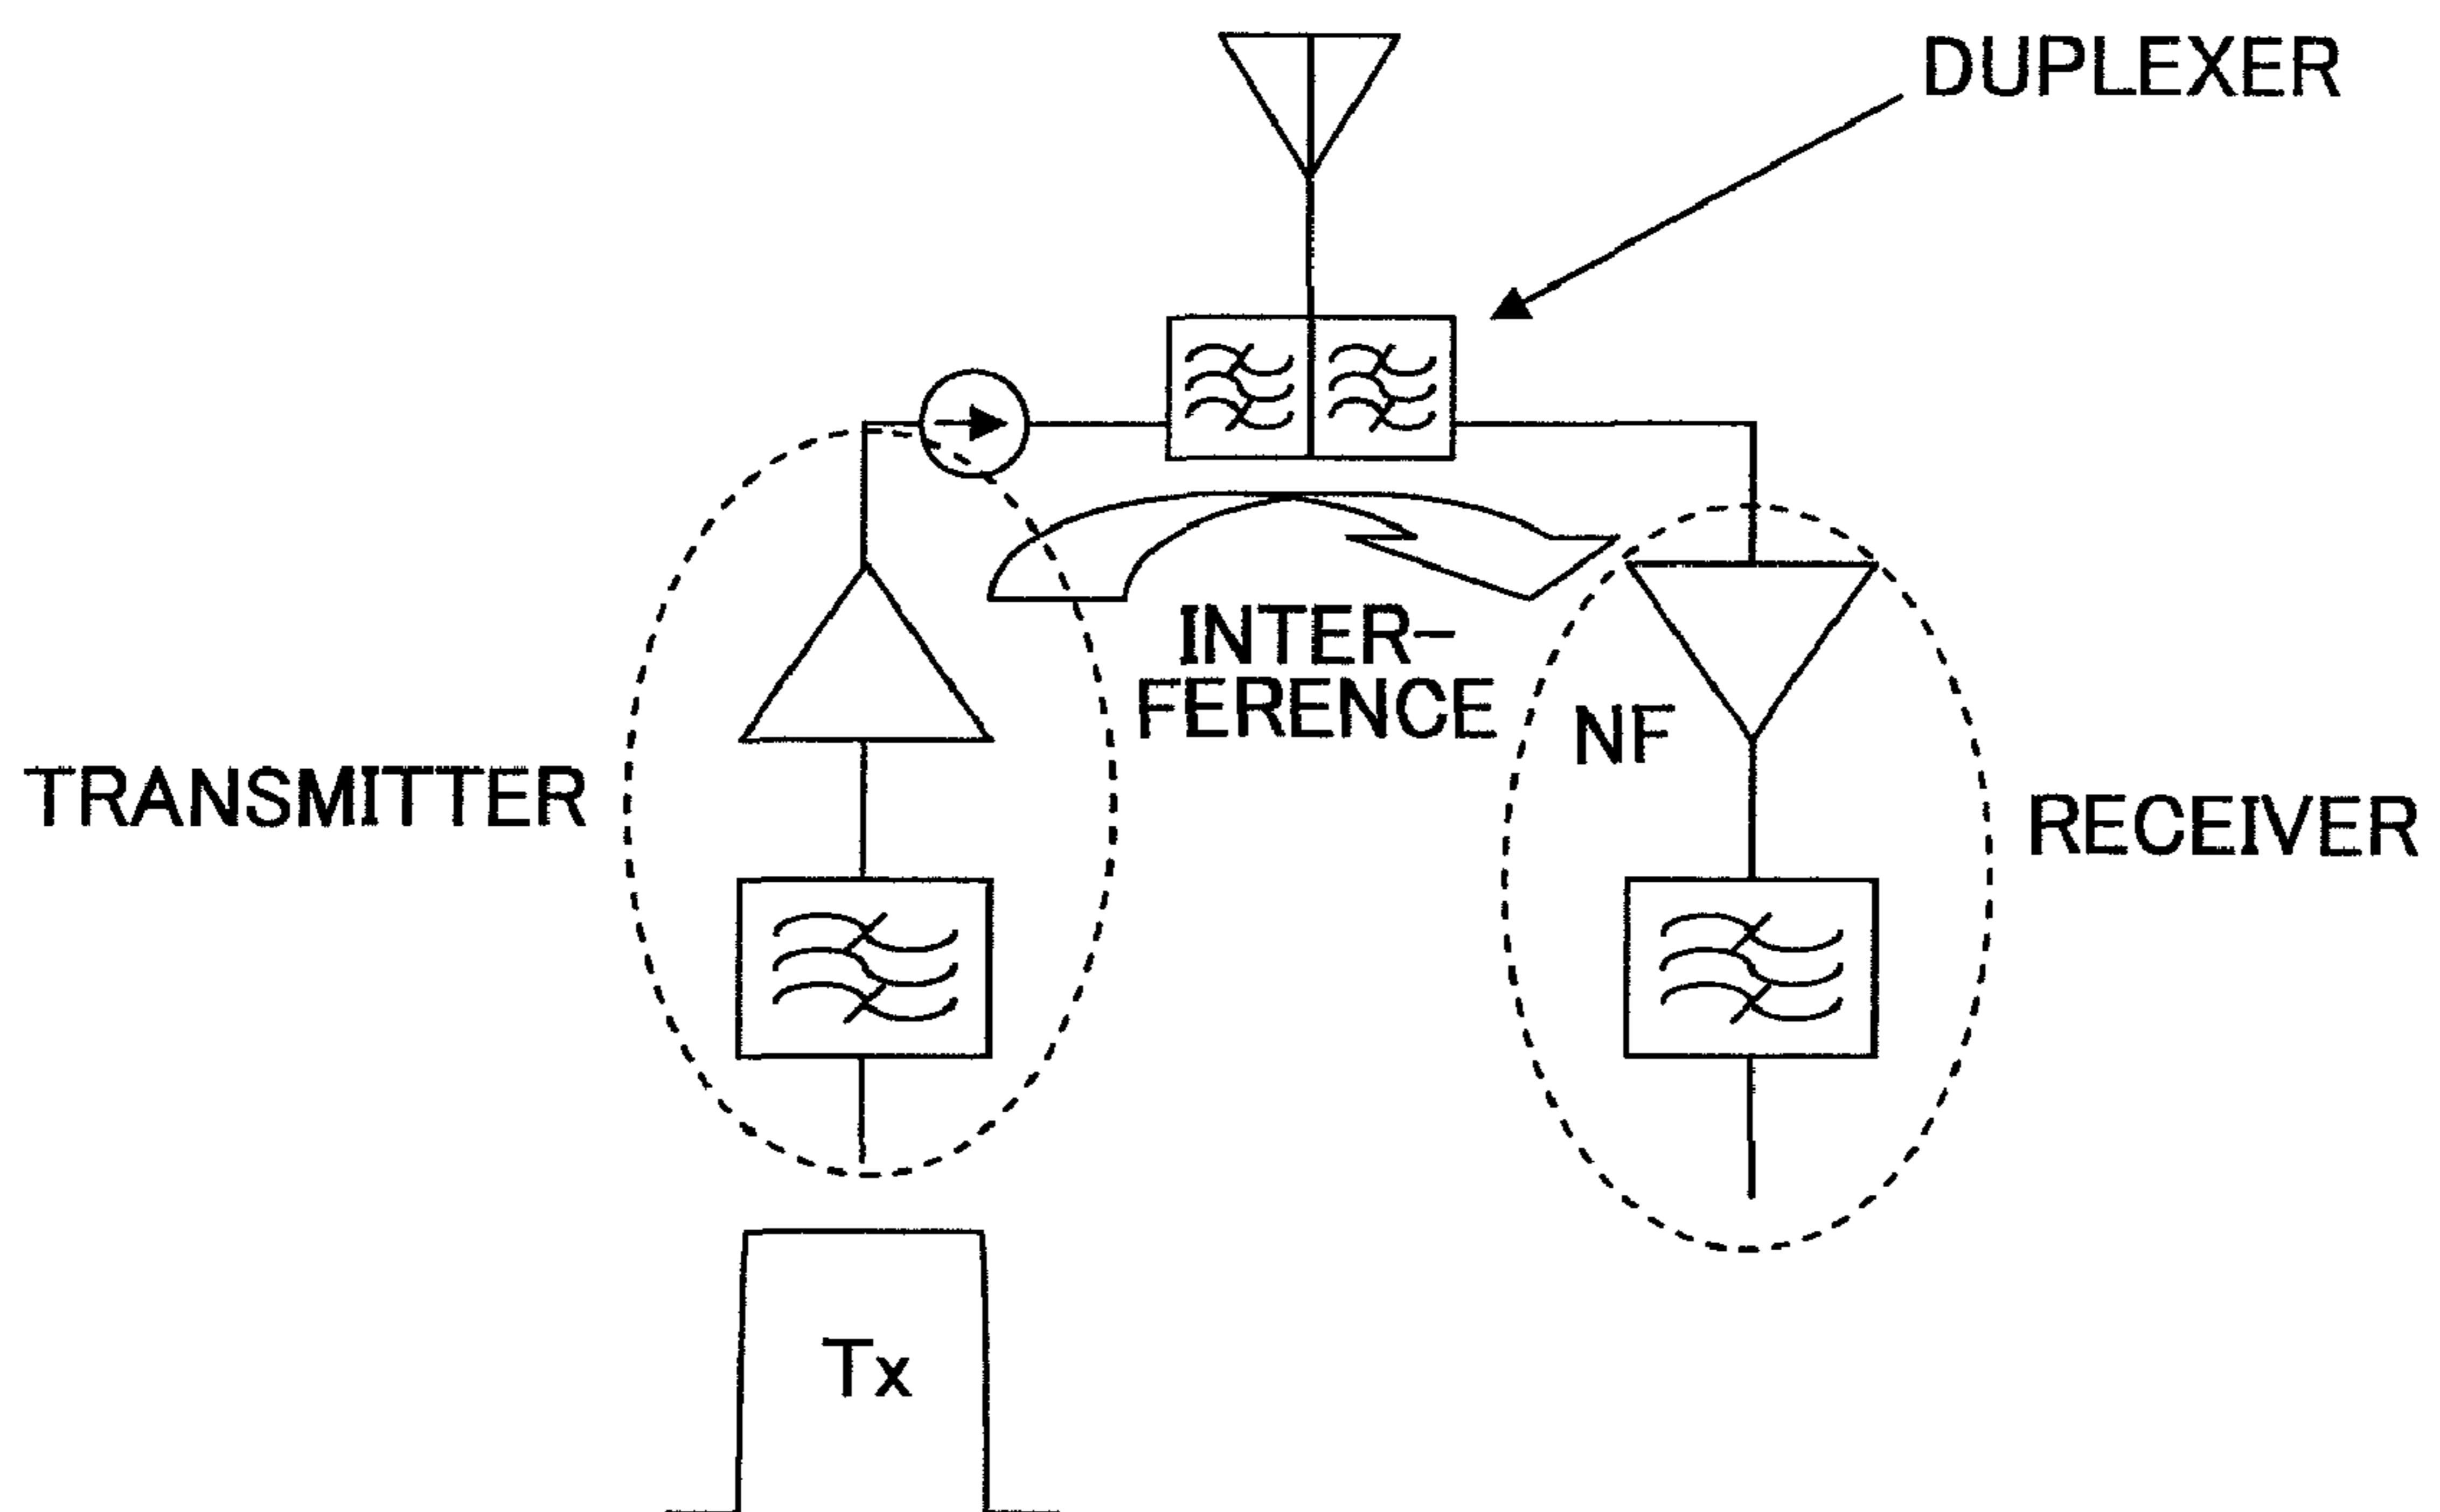 DUPLEXER
INTER-
FERENCE
NF
TRANSMITTER
RECEIVER
Tx